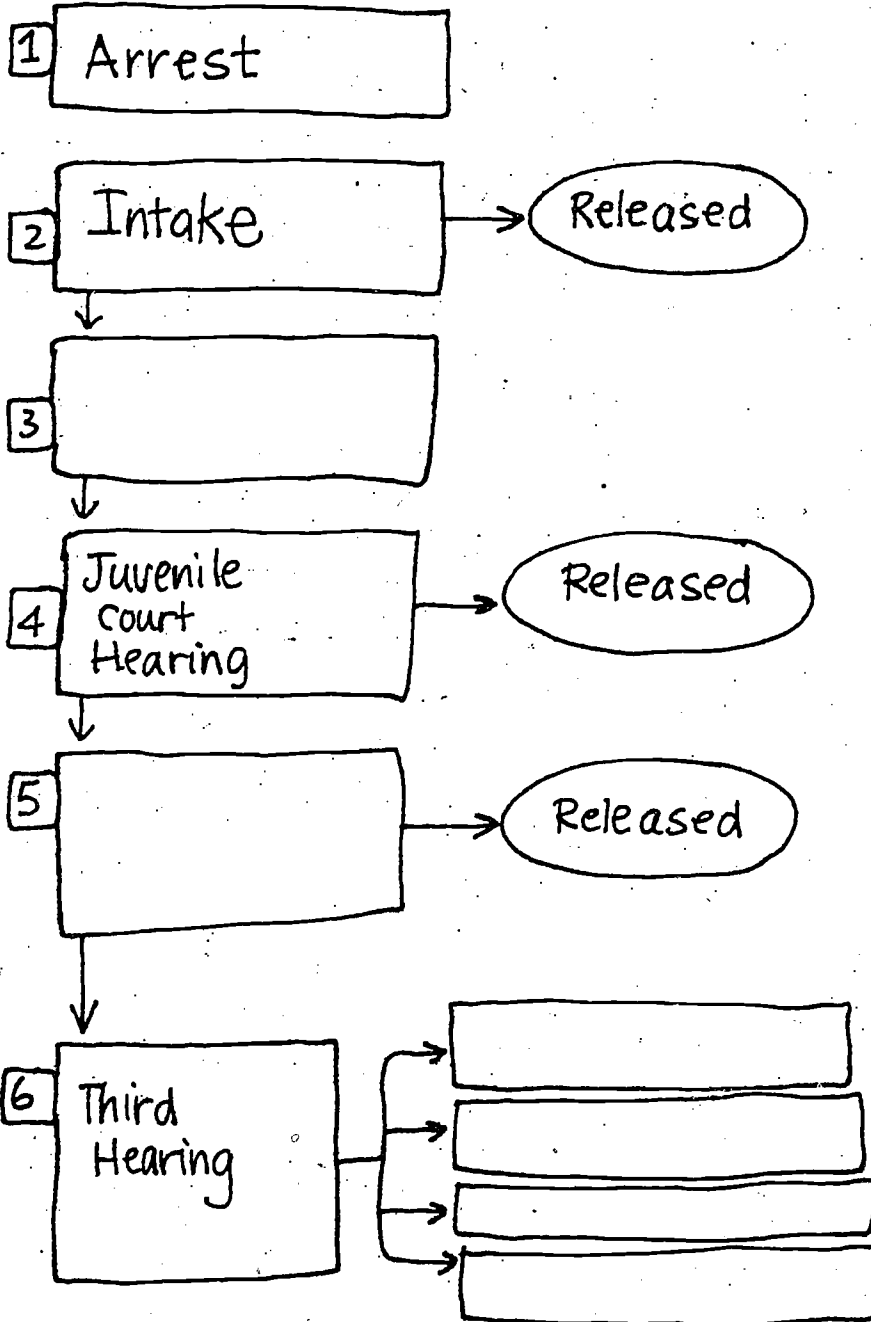 1 Arrest
2 Intake
Released
3
4 Juvenile
court
Hearing
Released
5
Released
6 Third
Hearing